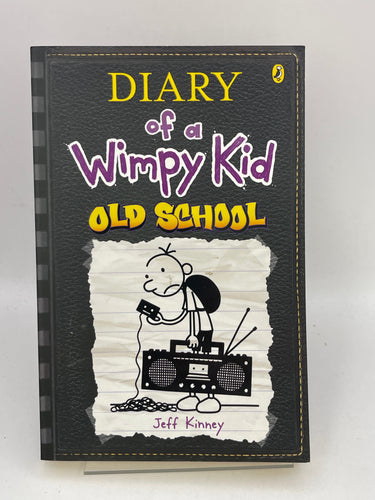 DIARY
of a
Wimpy Kid
OLD SCHOOL
Jeff Kinney